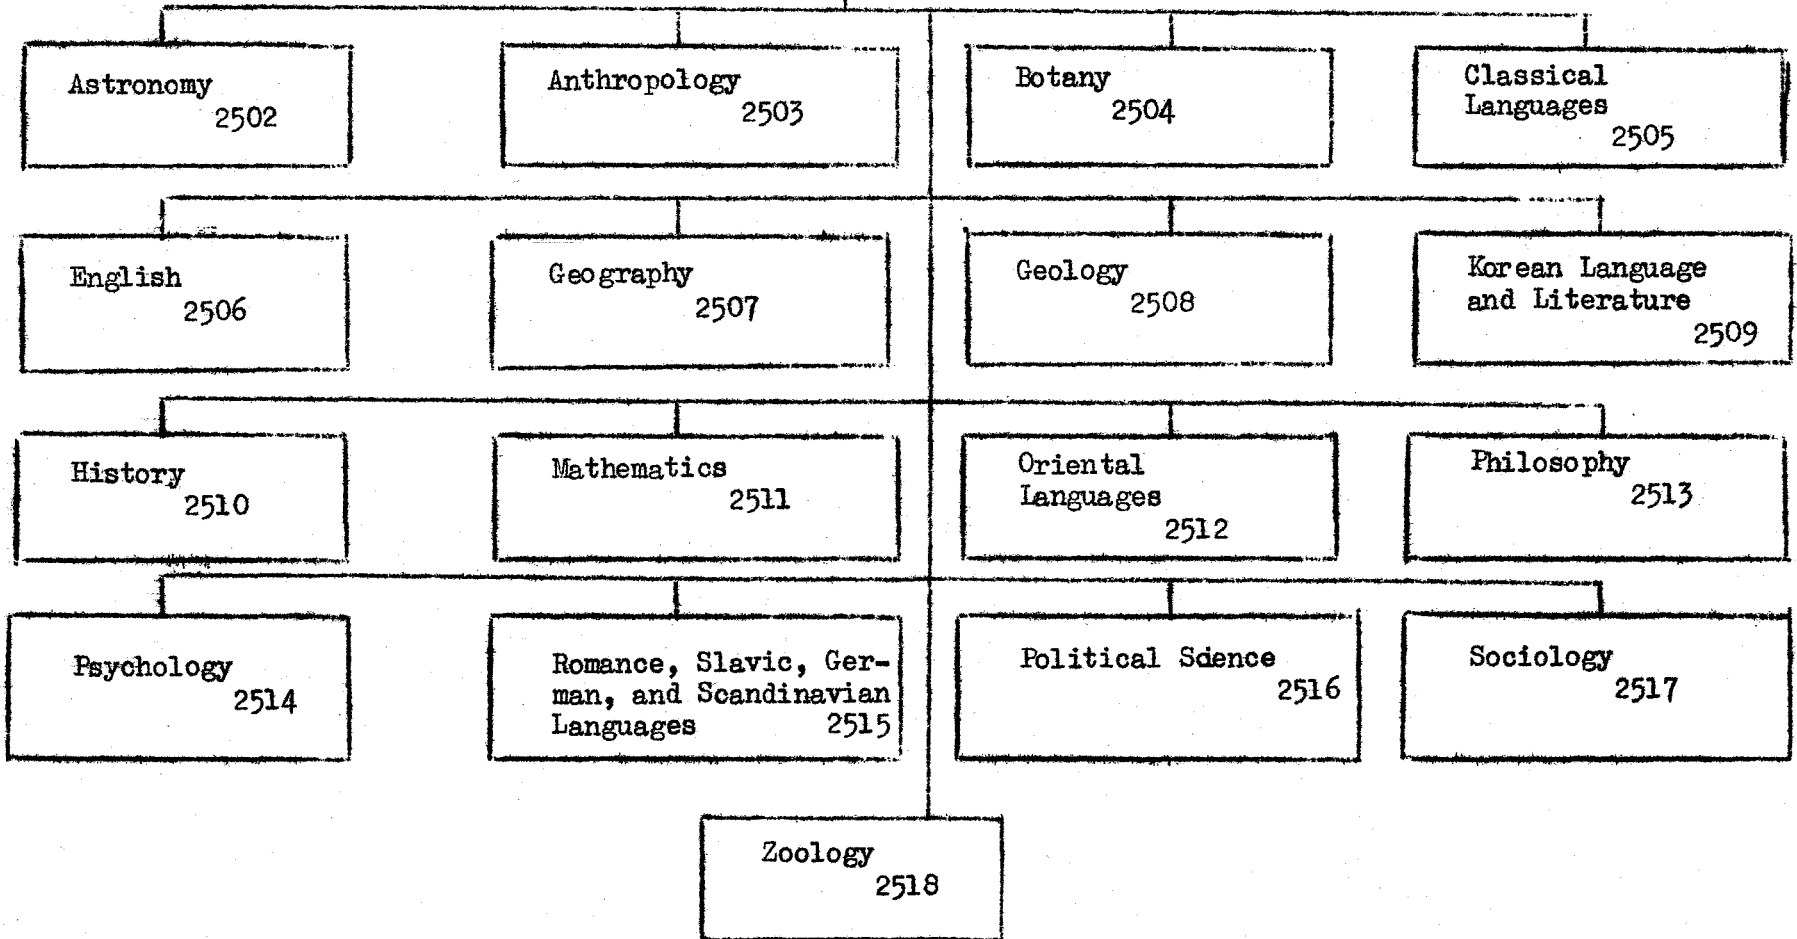 Astronomy
2502
Anthropology
2503
Botany
2504
Classical
Languages
2505
English
2506
Geography
2507
Geology
2508
Korean Language
and Literature
2509
History
2510
Mathematics
2511
Oriental
Languages
2512
Philosophy
2513
Psychology
2514
Romance, Slavic, Ger-
man, and Scandinavian
Languages 2515
Political Sdence
2516
Sociology
2517
Zoology
2518